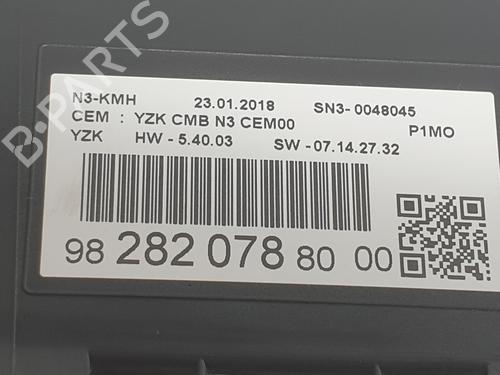 N3-KMH 23.01.2018 SN3- 0048045
CEM : YZK CMB N3 CEM00 P1MO
YZK HW - 5.40.03 SW - 07.14.27.32
98 282 078 80 00
B-PARTS